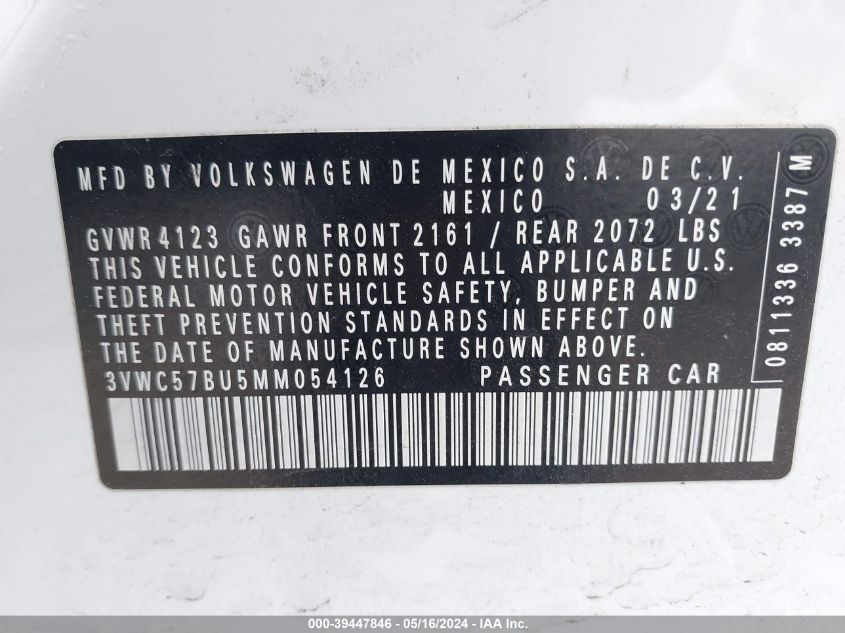 MFD BY VOLKSWAGEN DE MEXICO S.A. DE C.V.
MEXICO 03/21
GVWR 4123 GAWR FRONT 2161 / REAR 2072 LBS
THIS VEHICLE CONFORMS TO ALL APPLICABLE U.S.
FEDERAL MOTOR VEHICLE SAFETY, BUMPER AND
THEFT PREVENTION STANDARDS IN EFFECT ON
THE DATE OF MANUFACTURE SHOWN ABOVE.
3VWC57BU5MM054126 PASSENGER CAR
0811336 3387 M
000-39447846 - 05/16/2024 - IAA Inc.